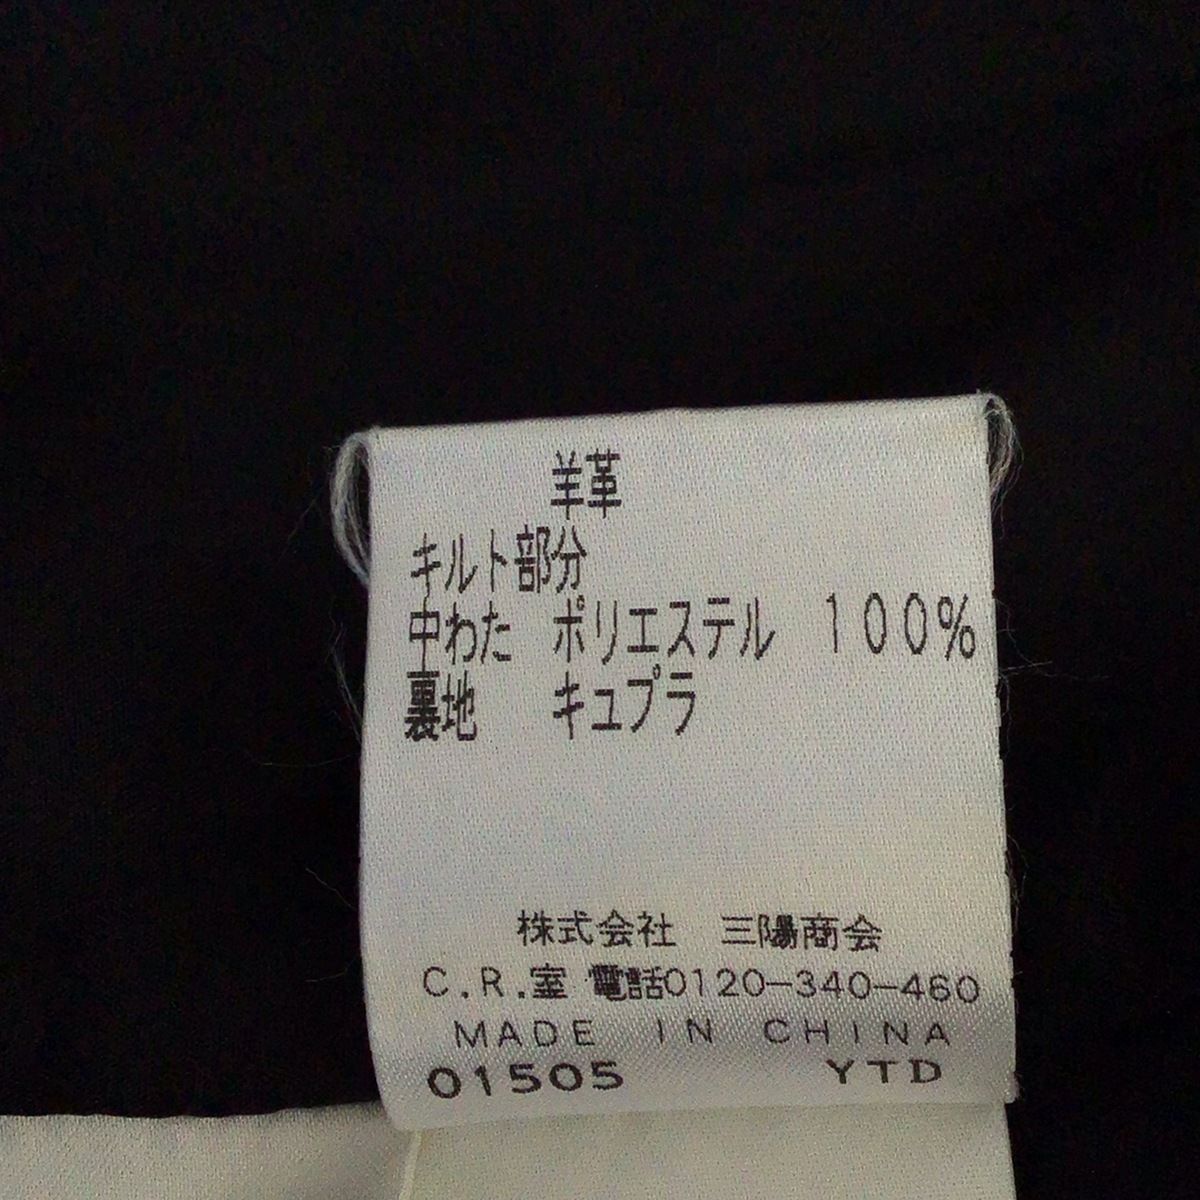 羊革
キルト部分
中わた ポリエステル 100%
裏地 キュプラ
株式会社 三陽商会
C.R.室 電話0120-340-460
MADE IN CHINA
01505 YTD